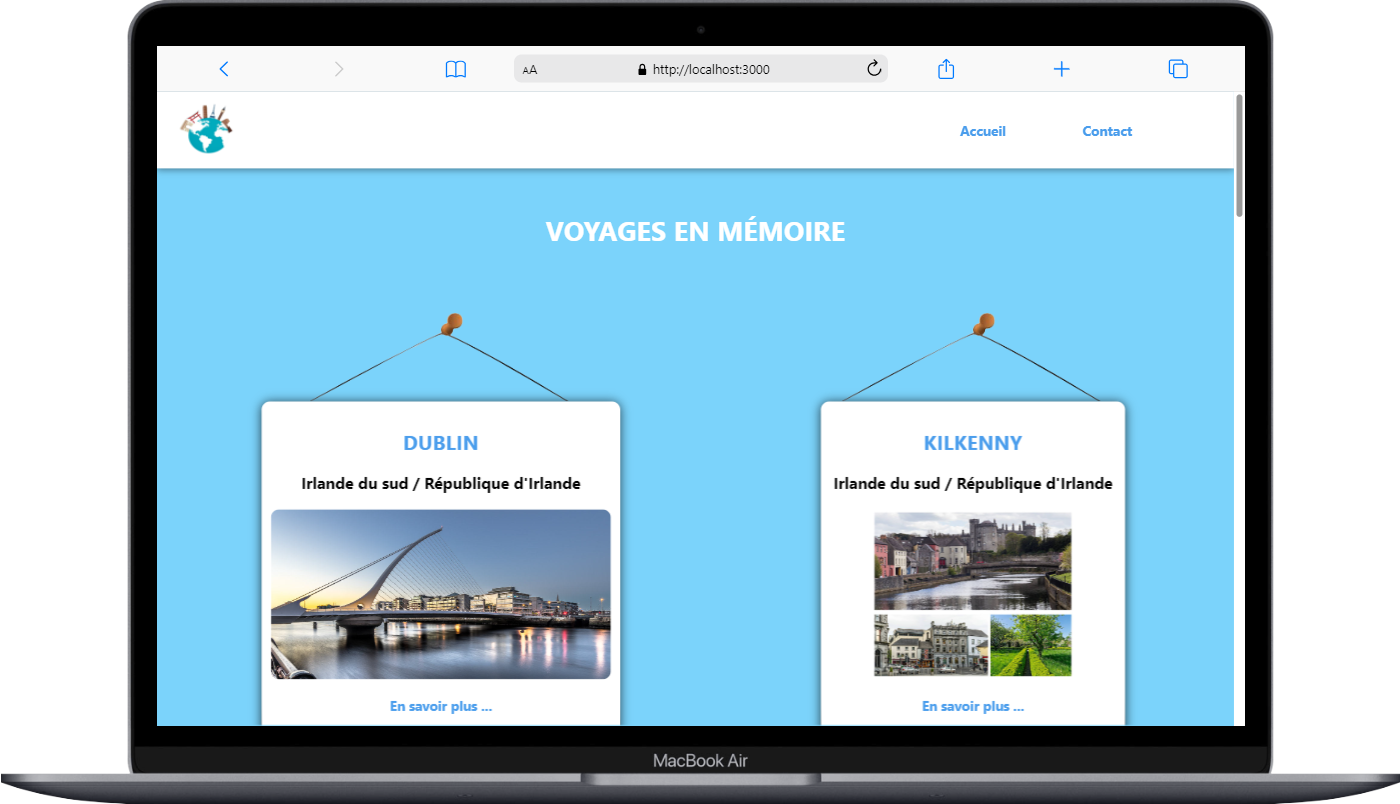 AA http://localhost:3000
Accueil Contact
VOYAGES EN MÉMOIRE
DUBLIN
Irlande du sud / République d'Irlande
En savoir plus ...
KILKENNY
Irlande du sud / République d'Irlande
En savoir plus ...
MacBook Air